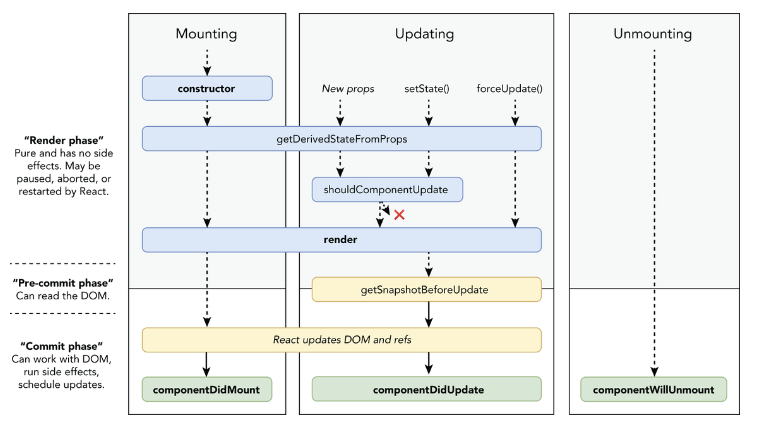 Mounting
Updating
Unmounting
constructor
New props
setState()
forceUpdate()
“Render phase”
Pure and has no side
effects. May be
paused, aborted, or
restarted by React.
getDerivedStateFromProps
shouldComponentUpdate
render
“Pre-commit phase”
Can read the DOM.
getSnapshotBeforeUpdate
“Commit phase”
Can work with DOM,
run side effects,
schedule updates.
React updates DOM and refs
componentDidMount
componentDidUpdate
componentWillUnmount